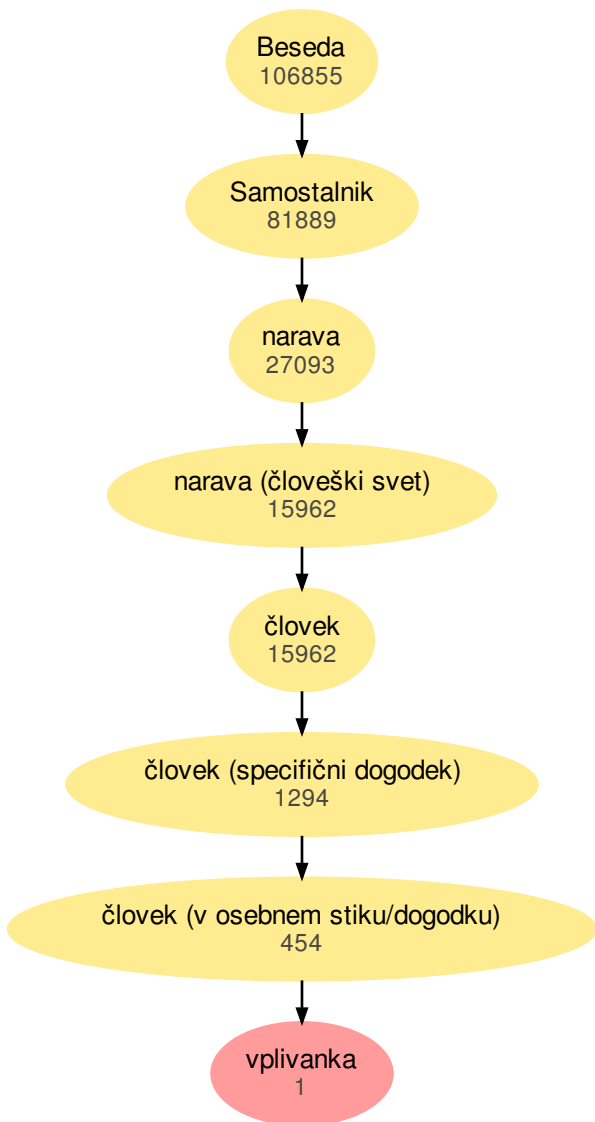 Beseda
106855
Samostalnik
81889
narava
27093
narava (človeški svet)
15962
človek
15962
človek (specifični dogodek)
1294
človek (v osebnem stiku/dogodku)
454
vplivanka
1